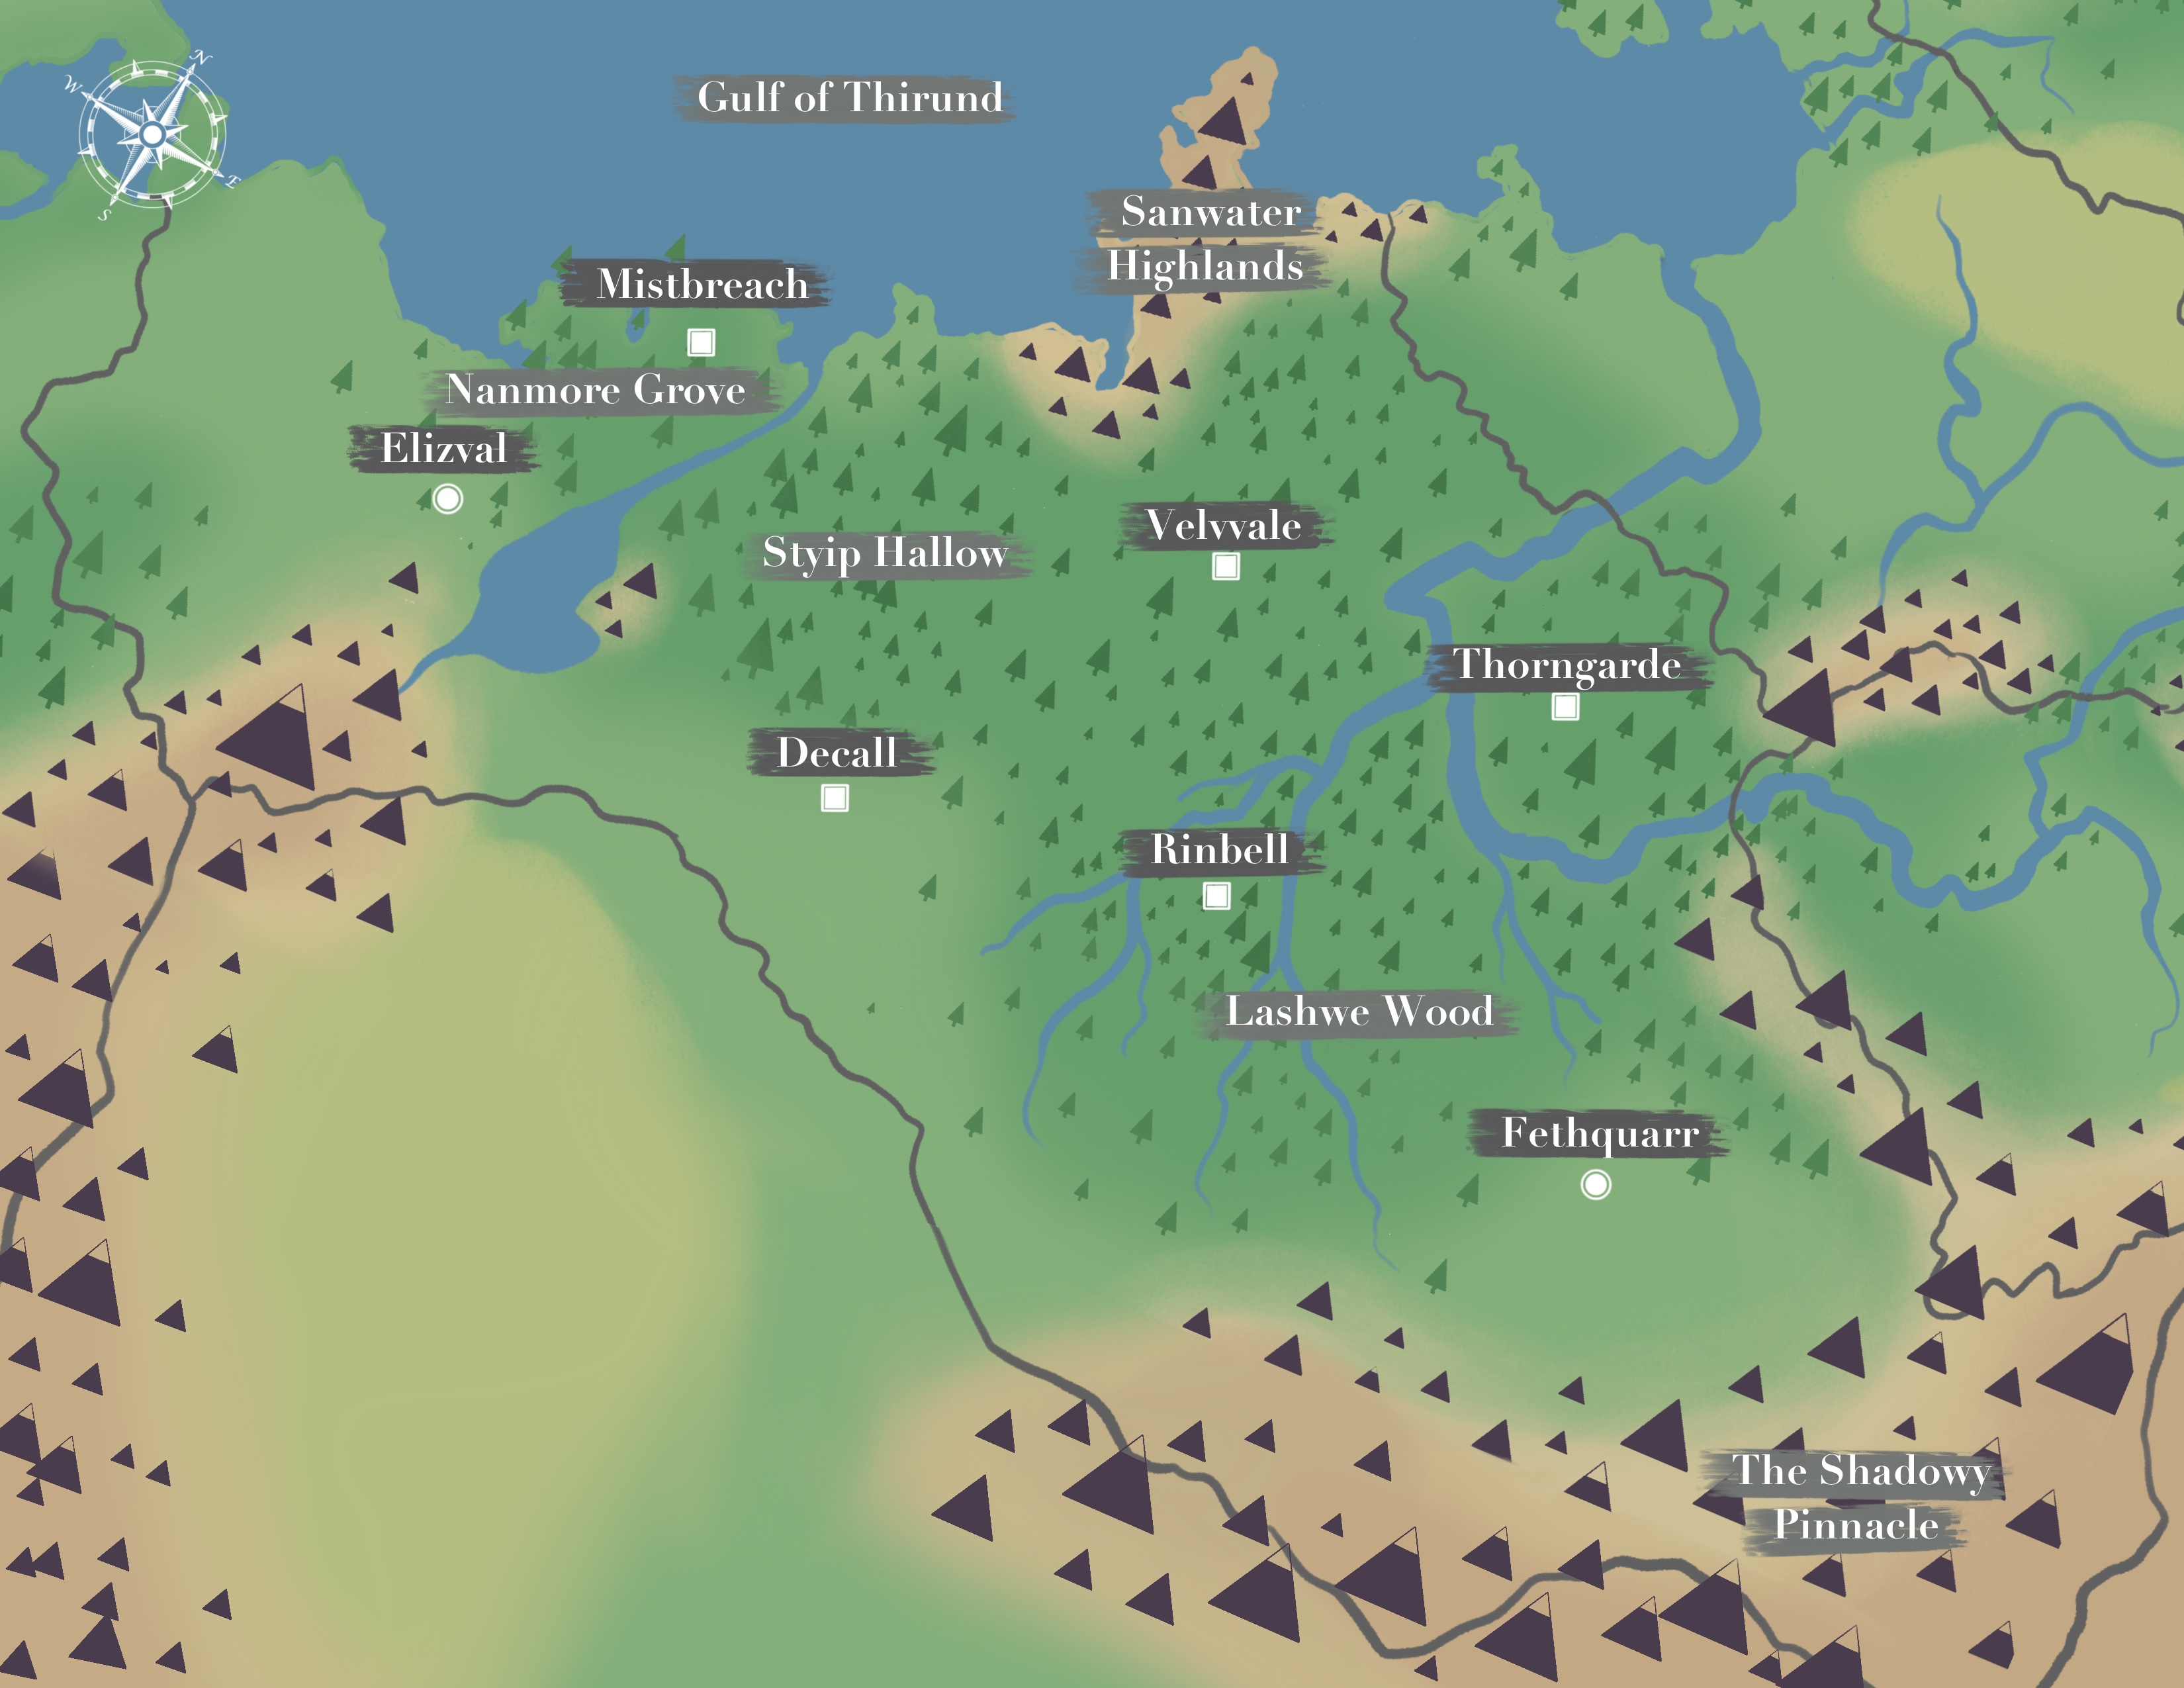 N
W
E
S
Gulf of Thirund
Sanwater
Highlands
Mistbreach
Nanmore Grove
Elizval
Styip Hallow
Velvvale
Thorngarde
Decall
Rinbell
Lashwe Wood
Fethquarr
The Shadowy
Pinnacle